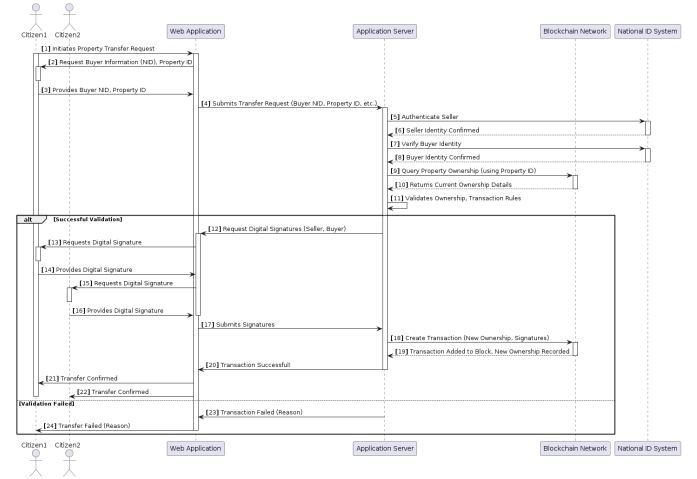 Citizen1
Citizen2
Web Application
Application Server
Blockchain Network
National ID System
[1] Initiates Property Transfer Request
[2] Request Buyer Information (NID), Property ID
[3] Provides Buyer NID, Property ID
[4] Submits Transfer Request (Buyer NID, Property ID, etc.)
[5] Authenticate Seller
[6] Seller Identity Confirmed
[7] Verify Buyer Identity
[8] Buyer Identity Confirmed
[9] Query Property Ownership (using Property ID)
[10] Returns Current Ownership Details
[11] Validates Ownership, Transaction Rules
alt
[Successful Validation]
[12] Request Digital Signatures (Seller, Buyer)
[13] Requests Digital Signature
[14] Provides Digital Signature
[15] Requests Digital Signature
[16] Provides Digital Signature
[17] Submits Signatures
[18] Create Transaction (New Ownership, Signatures)
[19] Transaction Added to Block, New Ownership Recorded
[20] Transaction Successful!
[21] Transfer Confirmed
[22] Transfer Confirmed
[Validation Failed]
[23] Transaction Failed (Reason)
[24] Transfer Failed (Reason)
Citizen1
Citizen2
Web Application
Application Server
Blockchain Network
National ID System